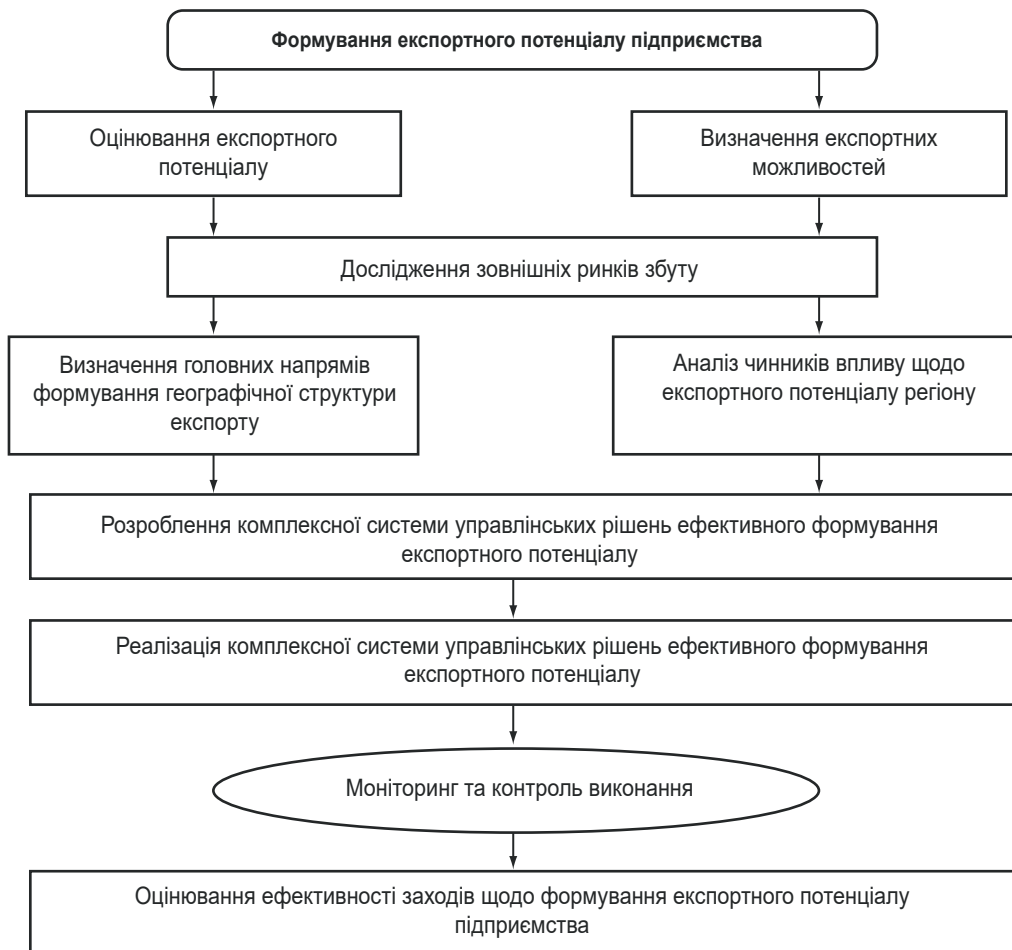 Формування експортного потенціалу підприємства
Оцінювання експортного
потенціалу
Визначення експортних
можливостей
Дослідження зовнішніх ринків збуту
Визначення головних напрямів
формування географічної структури
експорту
Аналіз чинників впливу щодо
експортного потенціалу регіону
Розроблення комплексної системи управлінських рішень ефективного формування
експортного потенціалу
Реалізація комплексної системи управлінських рішень ефективного формування
експортного потенціалу
Моніторинг та контроль виконання
Оцінювання ефективності заходів щодо формування експортного потенціалу
підприємства